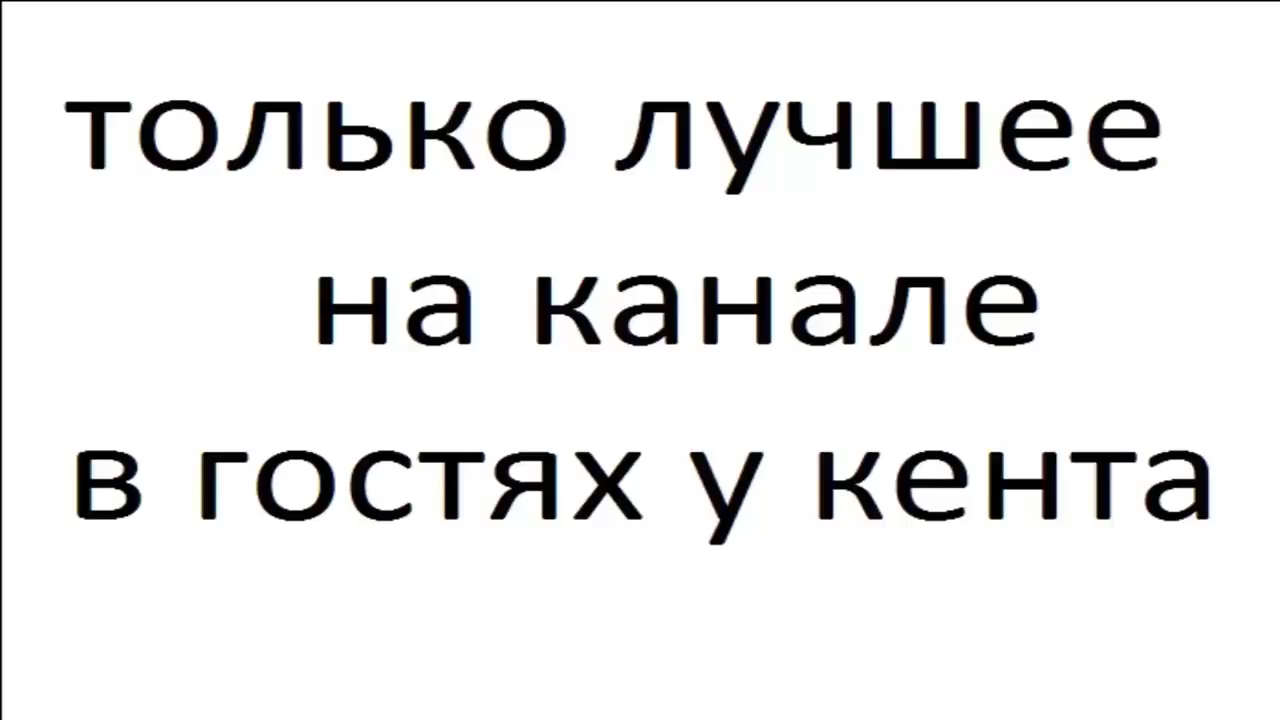 только лучшее
на канале
в гостях у кента